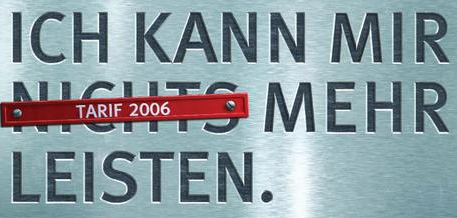 ICH KANN MIR
NICHTS MEHR
TARIF 2006
LEISTEN.